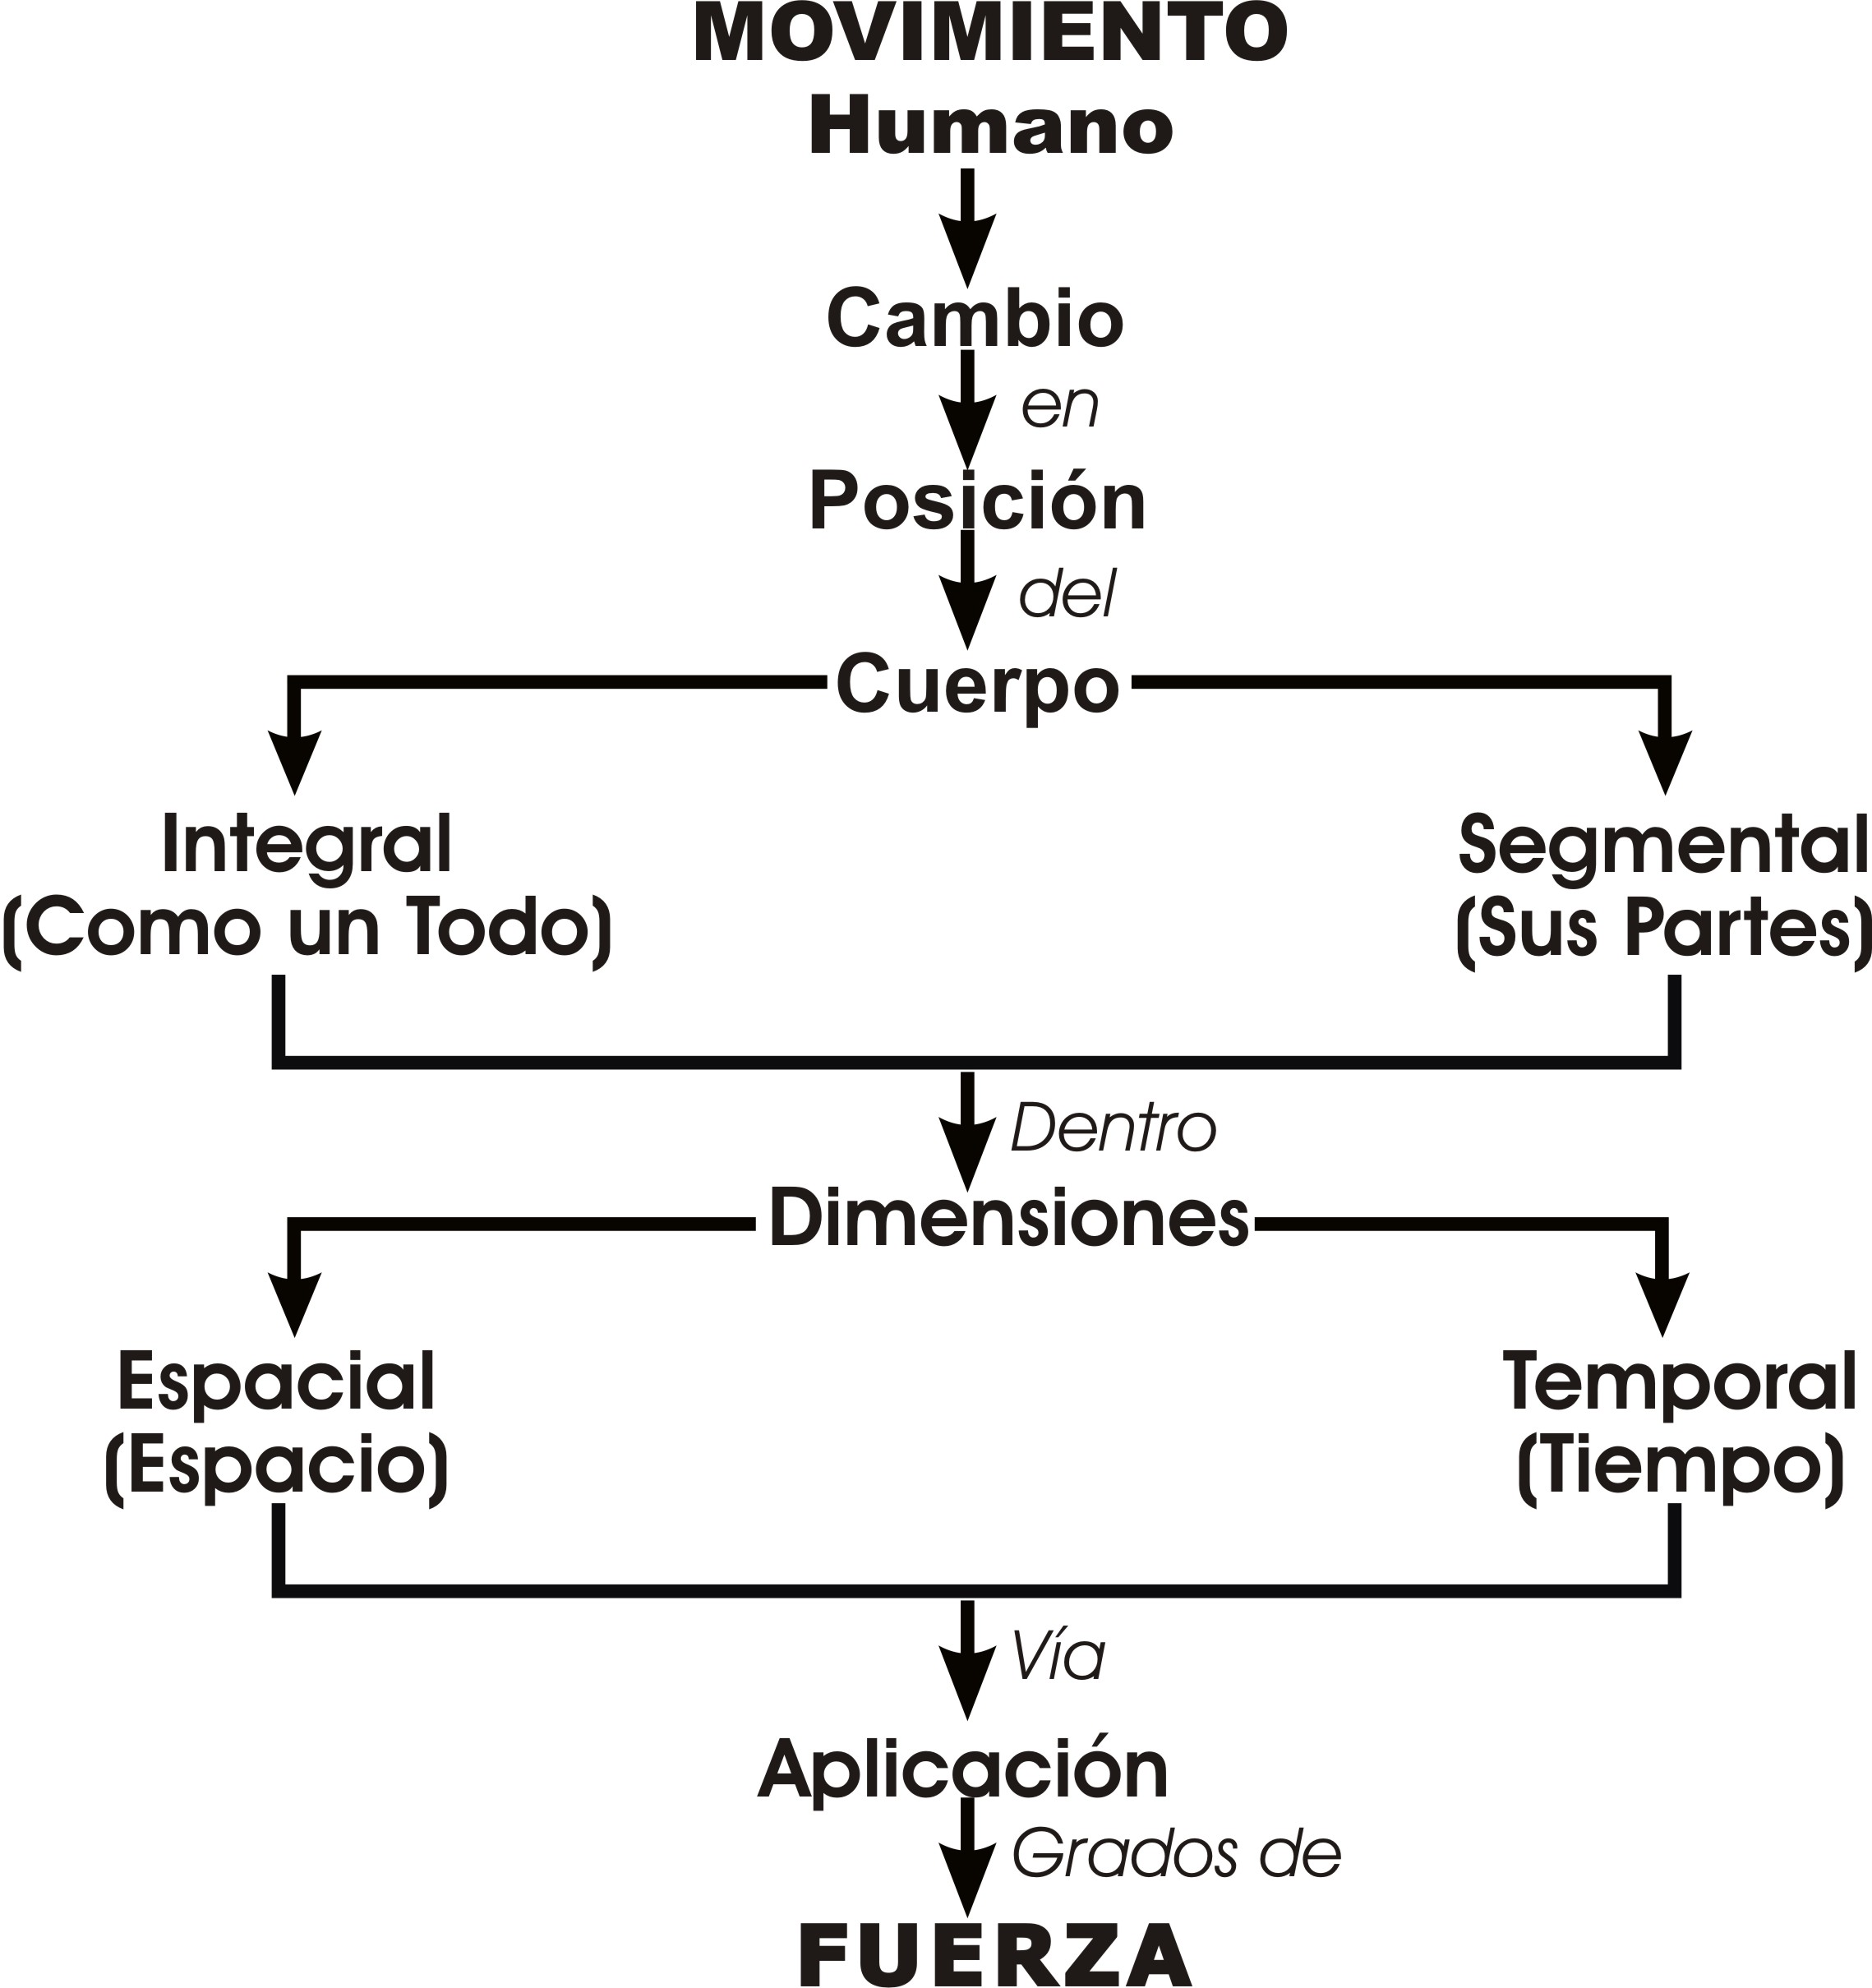 MOVIMIENTO
Humano
Cambio
en
Posición
del
Cuerpo
Integral
(Como un Todo)
Segmental
(Sus Partes)
Dentro
Dimensiones
Espacial
(Espacio)
Temporal
(Tiempo)
Vía
Aplicación
Grados de
FUERZA